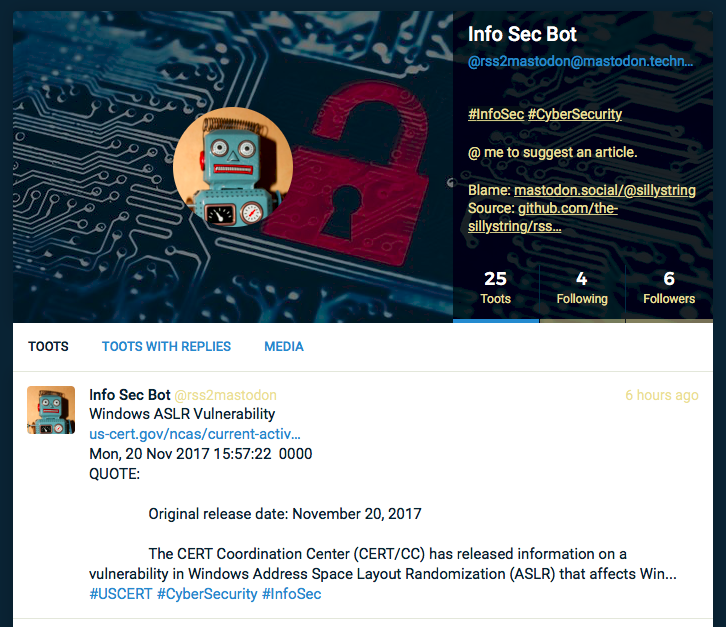 Info Sec Bot
@rss2mastodon@mastodon.techn...
#InfoSec #CyberSecurity
@ me to suggest an article.
Blame: mastodon.social/@sillystring
Source: github.com/the-
sillystring/rss...
25 4 6
Toots Following Followers
TOOTS TOOTS WITH REPLIES MEDIA
Info Sec Bot @rss2mastodon 6 hours ago
Windows ASLR Vulnerability
us-cert.gov/ncas/current-activ...
Mon, 20 Nov 2017 15:57:22  0000
QUOTE:
Original release date: November 20, 2017
The CERT Coordination Center (CERT/CC) has released information on a
vulnerability in Windows Address Space Layout Randomization (ASLR) that affects Win...
#USCERT #CyberSecurity #InfoSec